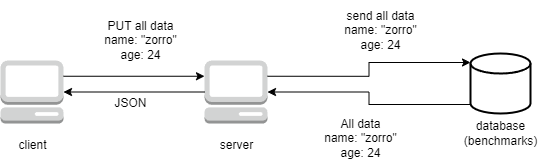 PUT all data
name: "zorro"
age: 24
JSON
send all data
name: "zorro"
age: 24
All data
name: "zorro"
age: 24
client
server
database
(benchmarks)